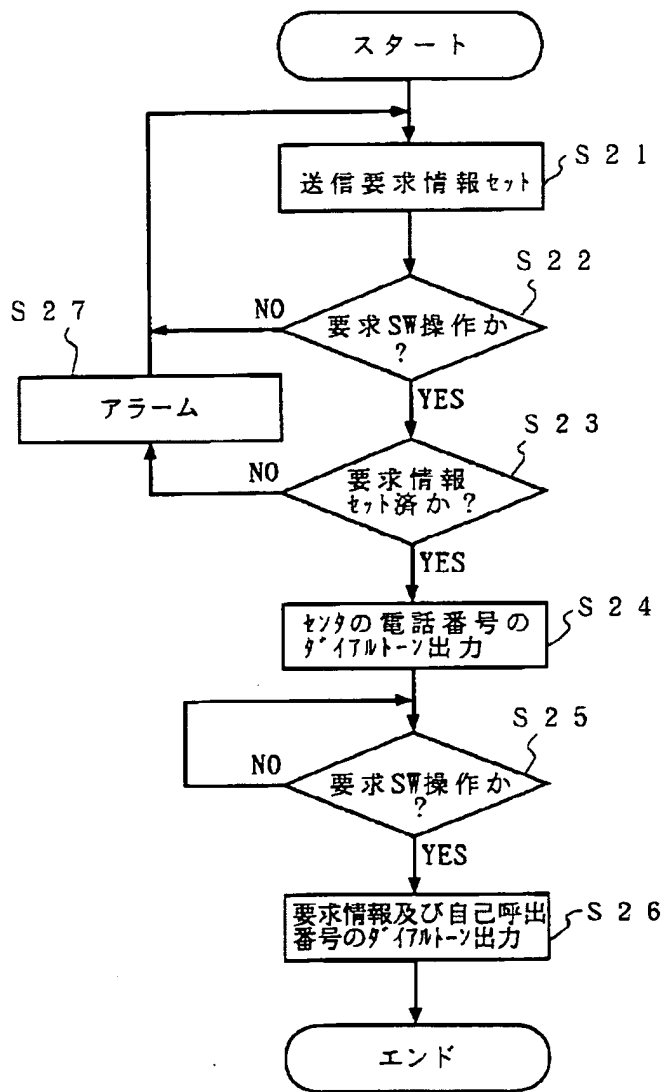 スタート
送信要求情報セット
S21
要求SW操作か
?
S22
NO
YES
S27
アラーム
要求情報
セット済か?
S23
NO
YES
ｾﾝﾀの電話番号の
ﾀﾞｲｱﾙﾄｰﾝ出力
S24
要求SW操作か
?
S25
NO
YES
要求情報及び自己呼出
番号のﾀﾞｲｱﾙﾄｰﾝ出力
S26
エンド